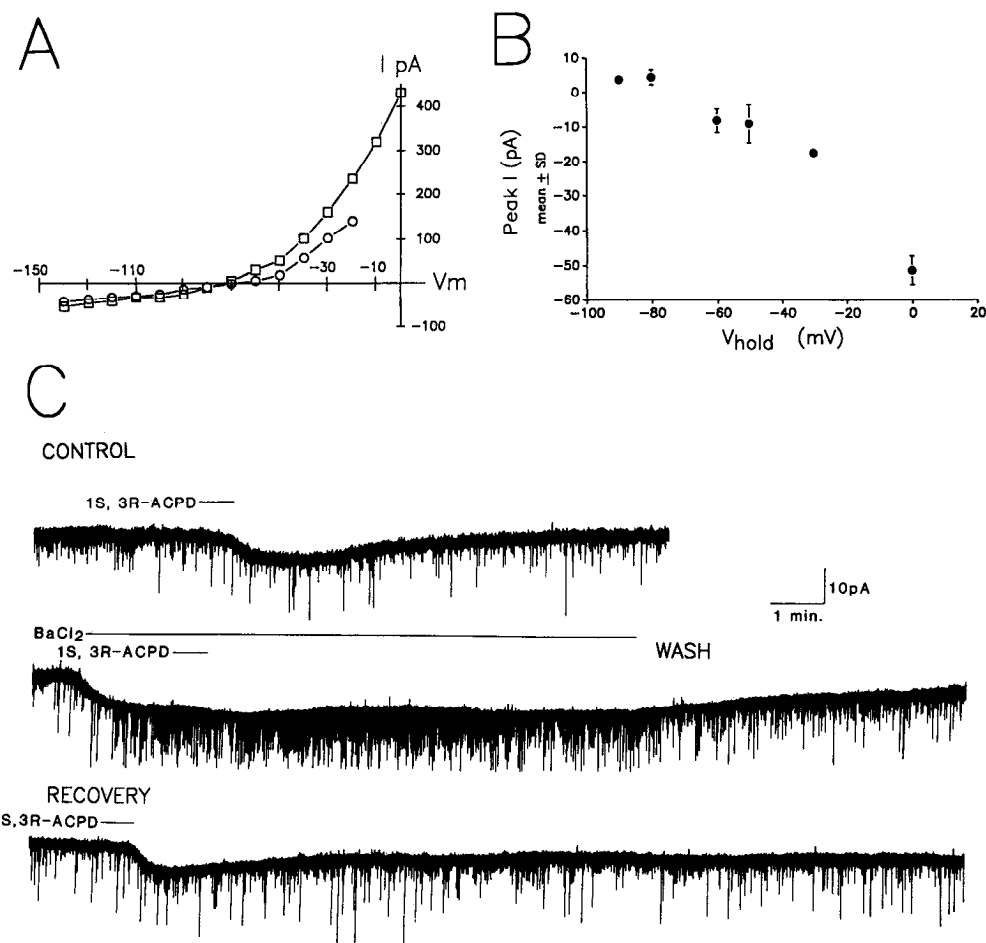 A
I pA
400
300
200
100
-150
-110
-30
-10
Vm
-100
B
10
0
-10
-20
-30
-40
-50
-60
Peak I (pA)
mean ± SD
-100
-80
-60
-40
-20
0
20
Vhold (mV)
C
CONTROL
1S, 3R-ACPD
10pA
1 min.
BaCl2
1S, 3R-ACPD
WASH
RECOVERY
S,3R-ACPD